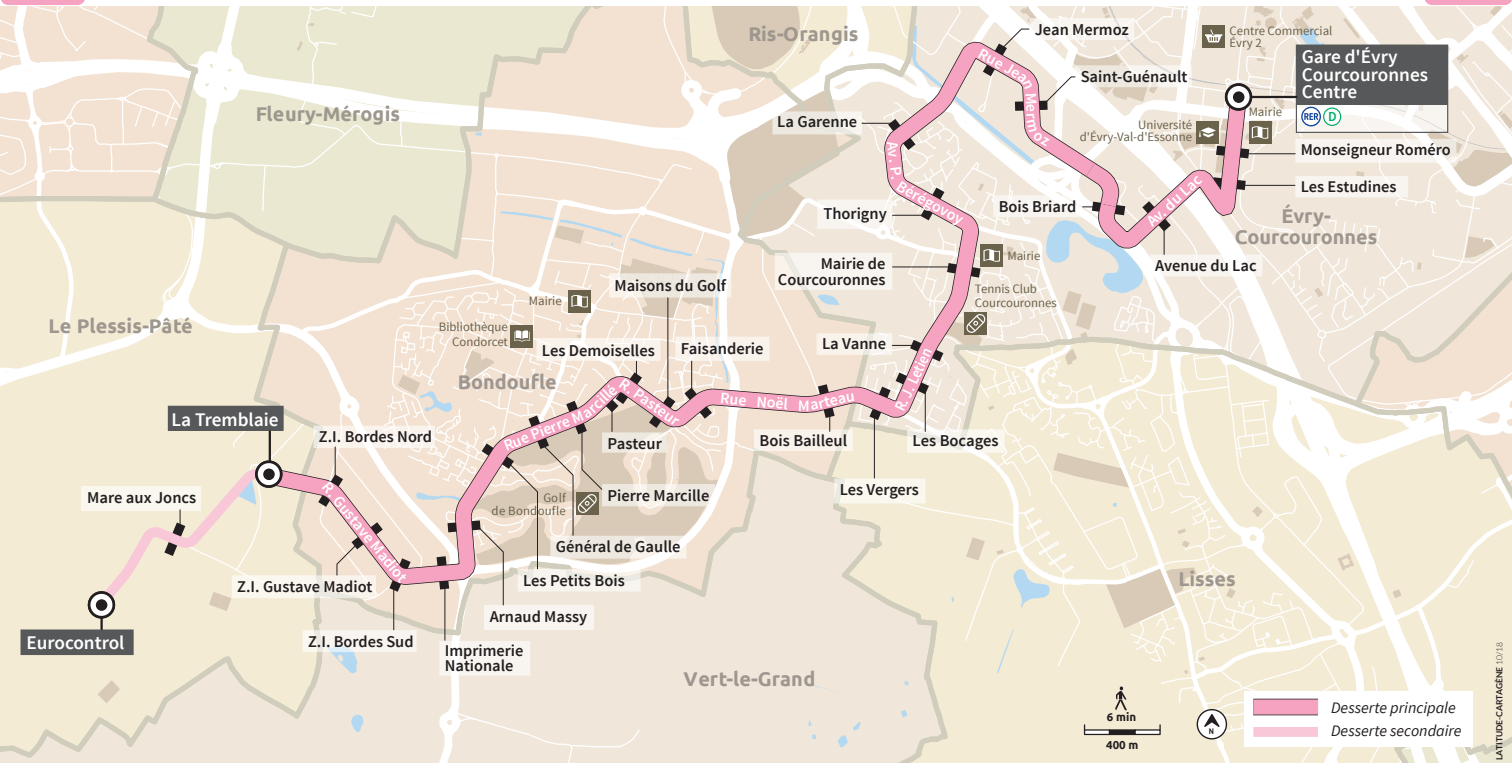 Ris-Orangis
Jean Mermoz
Centre Commercial
Évry 2
Gare d'Évry
Courcouronnes
Centre
RER D
Rue Jean Mermoz
Saint-Guénault
Fleury-Mérogis
La Garenne
Mairie
Université
d'Évry-Val-d'Essonne
Monseigneur Roméro
Av. P. Bérégovoy
Les Estudines
Av. du Lac
Bois Briard
Thorigny
Évry-
Courcouronnes
Mairie
Mairie de
Courcouronnes
Avenue du Lac
Tennis Club
Courcouronnes
Maisons du Golf
Mairie
Le Plessis-Pâté
Bibliothèque
Condorcet
Les Demoiselles
Faisanderie
La Vanne
Bondoufle
R. J. Letien
Rue Pierre Marcille
R. Pasteur
Rue Noël Marteau
La Tremblaie
Z.I. Bordes Nord
Pasteur
Bois Bailleul
Les Bocages
Mare aux Joncs
R. Gustave Madiot
Golf
de Bondoufle
Pierre Marcille
Les Vergers
Général de Gaulle
Z.I. Gustave Madiot
Les Petits Bois
Lisses
Arnaud Massy
Eurocontrol
Z.I. Bordes Sud
Imprimerie
Nationale
Vert-le-Grand
6 min
400 m
N
Desserte principale
Desserte secondaire
LATITUDE-CARTAGÈNE 10/18